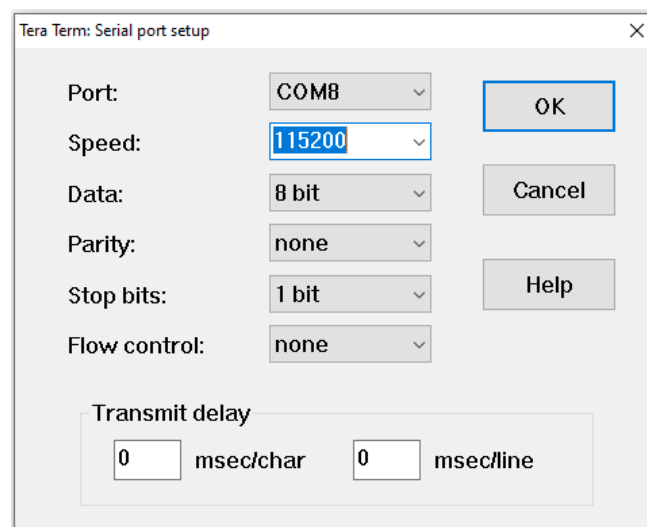 Tera Term: Serial port setup
Port: COM8
OK
Speed: 115200
Data: 8 bit
Cancel
Parity: none
Stop bits: 1 bit
Help
Flow control: none
Transmit delay
0 msec/char 0 msec/line